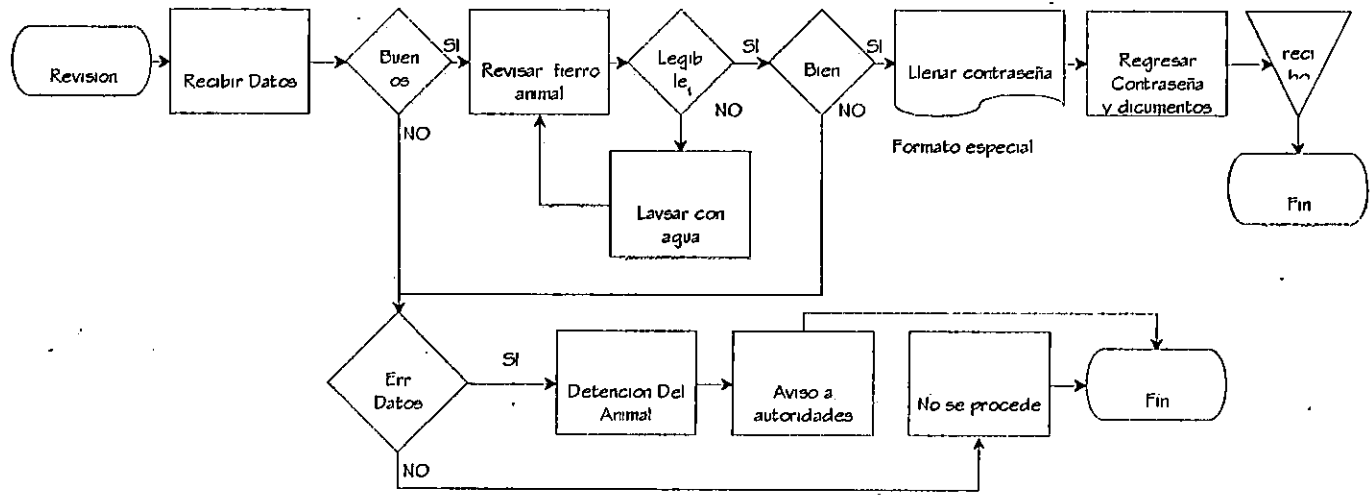 Revision
Recibir Datos
Buen
os
SI
NO
Revisar fierro
animal
Legib
le,
SI
NO
Lavsar con
agua
Bien
SI
NO
Llenar contraseña
Formato especial
Regresar
Contraseña
y dicumentos
reci
bo
Fin
Err
Datos
SI
NO
Detencion Del
Animal
Aviso a
autoridades
No se procede
Fin